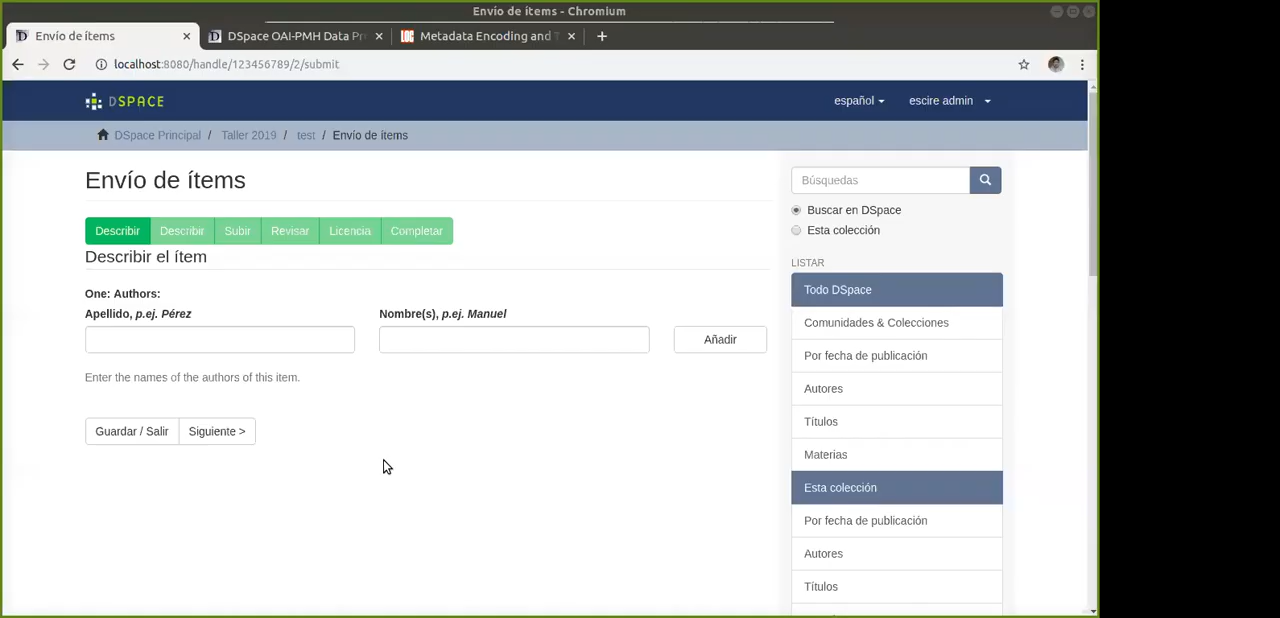 Envío de ítems - Chromium
Envío de ítems
DSpace OAI-PMH Data Pr
Metadata Encoding and T
localhost:8080/handle/123456789/2/submit
DSPACE
español
escire admin
DSpace Principal / Taller 2019 / test / Envío de ítems
Envío de ítems
Describir Describir Subir Revisar Licencia Completar
Describir el ítem
One: Authors:
Apellido, p.ej. Pérez
Nombre(s), p.ej. Manuel
Añadir
Enter the names of the authors of this item.
Guardar / Salir
Siguiente >
Búsquedas
Buscar en DSpace
Esta colección
LISTAR
Todo DSpace
Comunidades & Colecciones
Por fecha de publicación
Autores
Títulos
Materias
Esta colección
Por fecha de publicación
Autores
Títulos